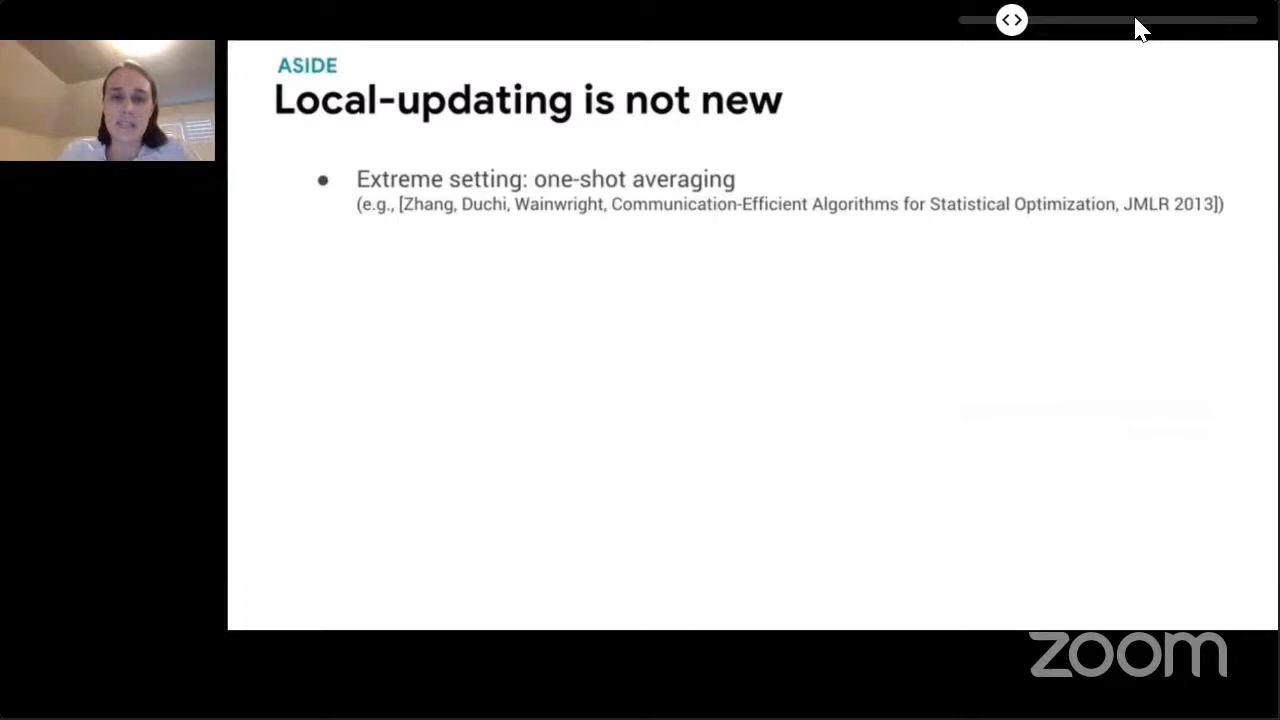 ASIDE
Local-updating is not new
● Extreme setting: one-shot averaging
(e.g., [Zhang, Duchi, Wainwright, Communication-Efficient Algorithms for Statistical Optimization, JMLR 2013])
zoom